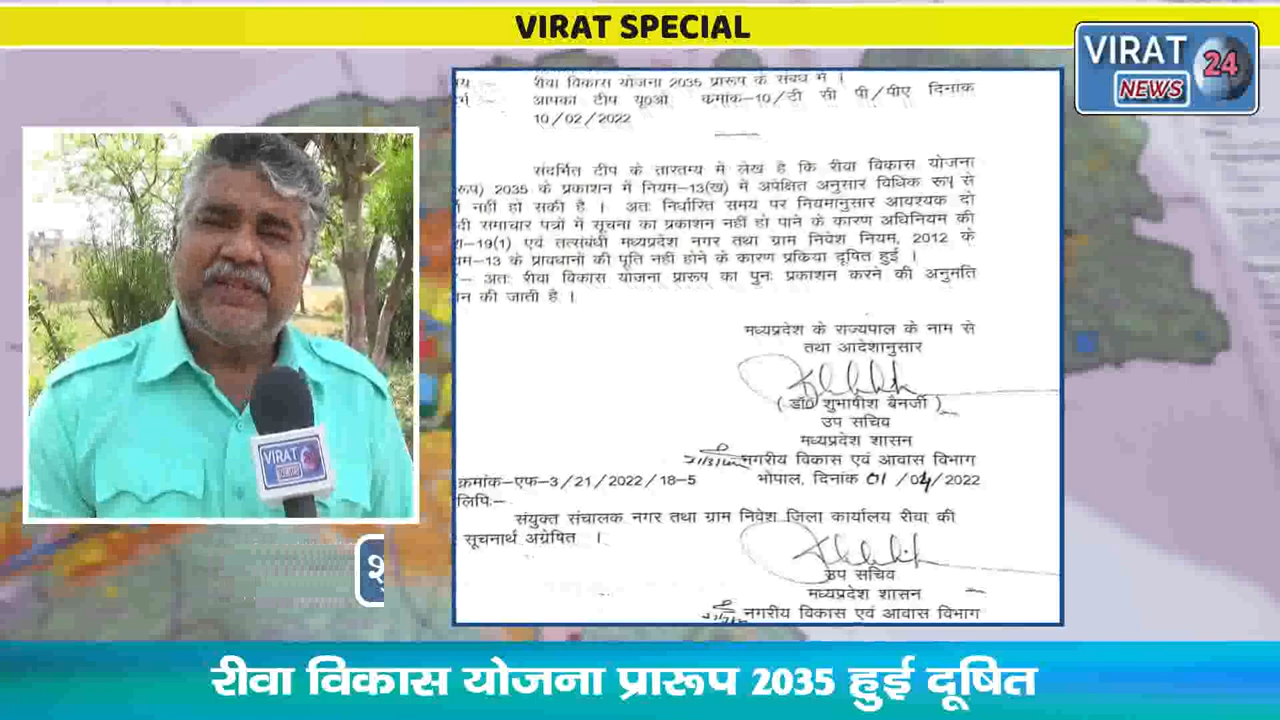 VIRAT SPECIAL
VIRAT 24
NEWS
रीवा विकास योजना 2035 प्रारूप के संबंध में ।
आपका टीप यू0ओ क्रमांक-10/टी सी पी/पीए दिनांक
10/02/2022
संदर्भित टीप के तारतम्य में लेख है कि रीवा विकास योजना
2035 के प्रकाशन में नियम-13(ख) में अपेक्षित अनुसार विधिक रूप से
नहीं हो सकी है । अतः निर्धारित समय पर नियमानुसार आवश्यक दो
समाचार पत्रों में सूचना का प्रकाशन नहीं हो पाने के कारण अधिनियम की
-19(1) एवं तत्संबंधी मध्यप्रदेश नगर तथा ग्राम निवेश नियम, 2012 के
-13 के प्रावधानों की पूर्ति नहीं होने के कारण प्रक्रिया दूषित हुई ।
अतः रीवा विकास योजना प्रारूप का पुनः प्रकाशन करने की अनुमति
की जाती है ।
मध्यप्रदेश के राज्यपाल के नाम से
तथा आदेशानुसार
( डॉ0 शुभाषीश बैनर्जी )
उप सचिव
मध्यप्रदेश शासन
नगरीय विकास एवं आवास विभाग
क्रमांक-एफ-3/21/2022/18-5 भोपाल, दिनांक 01/04/2022
लिपिः-
संयुक्त संचालक नगर तथा ग्राम निवेश जिला कार्यालय रीवा की
सूचनार्थ अग्रेषित ।
उप सचिव
मध्यप्रदेश शासन
नगरीय विकास एवं आवास विभाग
VIRAT
रीवा विकास योजना प्रारूप 2035 हुई दूषित